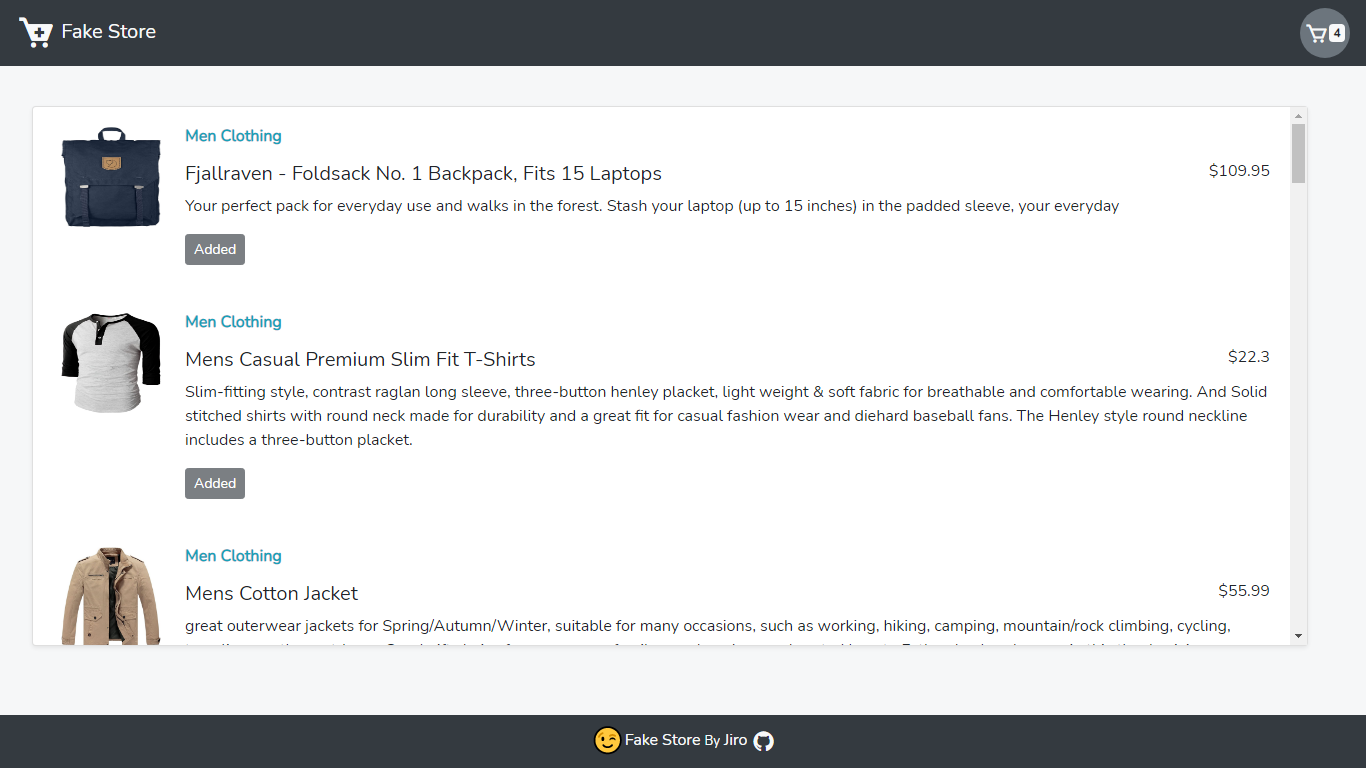 Fake Store
4
Men Clothing
Fjallraven - Foldsack No. 1 Backpack, Fits 15 Laptops
$109.95
Your perfect pack for everyday use and walks in the forest. Stash your laptop (up to 15 inches) in the padded sleeve, your everyday
Added
Men Clothing
Mens Casual Premium Slim Fit T-Shirts
$22.3
Slim-fitting style, contrast raglan long sleeve, three-button henley placket, light weight & soft fabric for breathable and comfortable wearing. And Solid
stitched shirts with round neck made for durability and a great fit for casual fashion wear and diehard baseball fans. The Henley style round neckline
includes a three-button placket.
Added
Men Clothing
Mens Cotton Jacket
$55.99
great outerwear jackets for Spring/Autumn/Winter, suitable for many occasions, such as working, hiking, camping, mountain/rock climbing, cycling,
Fake Store By Jiro